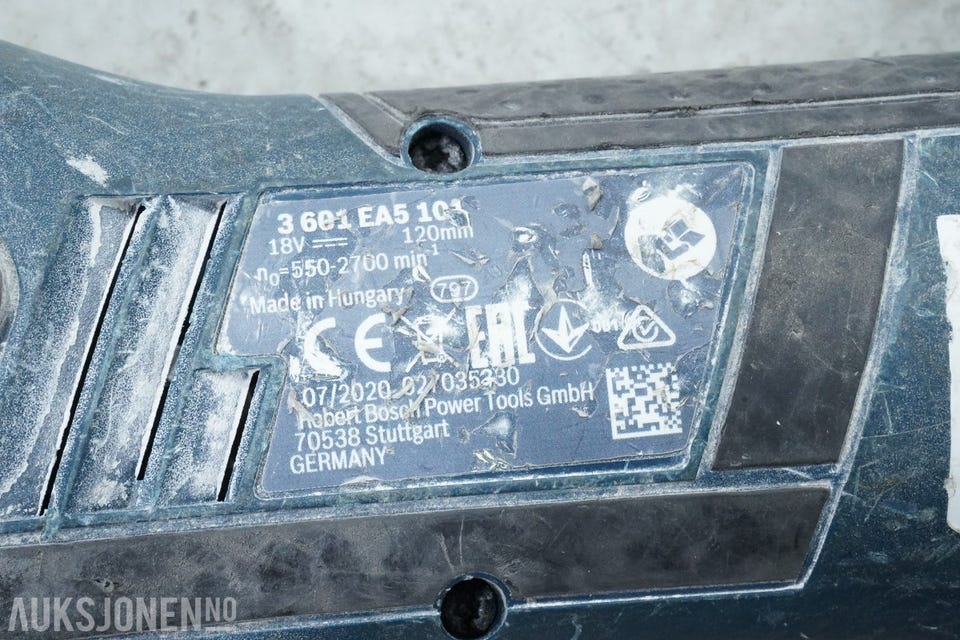 3 601 EA5 101
18V 120mm
n₀=550-2700 min⁻¹
Made in Hungary 797
CE EAC
07/2020
Robert Bosch Power Tools GmbH
70538 Stuttgart
GERMANY
AUKSJONEN.NO